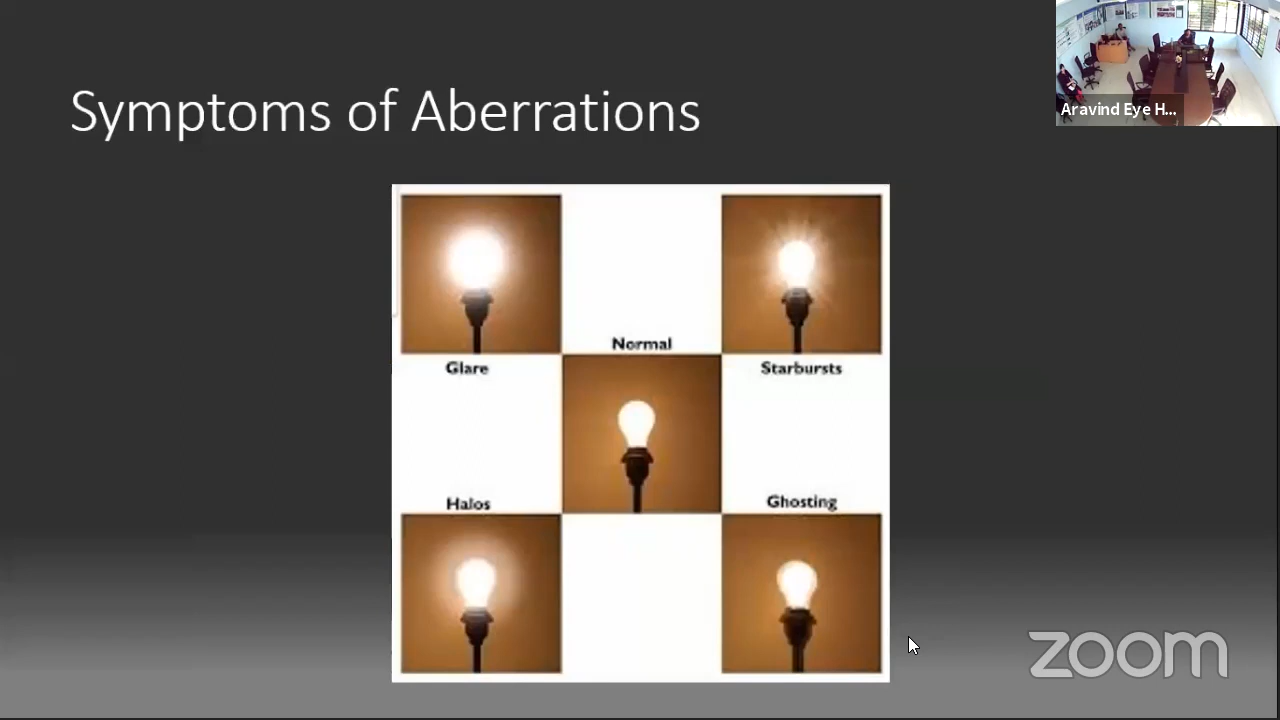 Symptoms of Aberrations
Aravind Eye H...
Normal
Glare
Starbursts
Halos
Ghosting
zoom